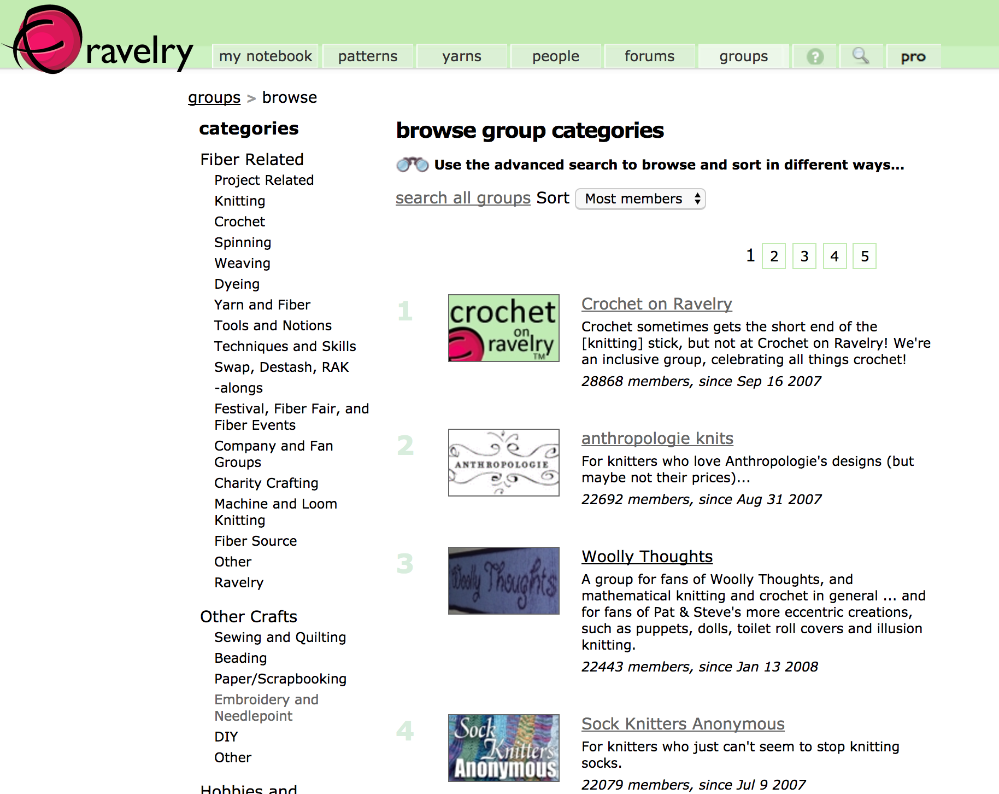 ravelry
my notebook
patterns
yarns
people
forums
groups
?
pro
groups > browse
categories
Fiber Related
Project Related
Knitting
Crochet
Spinning
Weaving
Dyeing
Yarn and Fiber
Tools and Notions
Techniques and Skills
Swap, Destash, RAK
-alongs
Festival, Fiber Fair, and
Fiber Events
Company and Fan
Groups
Charity Crafting
Machine and Loom
Knitting
Fiber Source
Other
Ravelry
Other Crafts
Sewing and Quilting
Beading
Paper/Scrapbooking
Embroidery and
Needlepoint
DIY
Other
Hobbies and
browse group categories
Use the advanced search to browse and sort in different ways...
search all groups Sort Most members
1 2 3 4 5
1
crochet
on
ravelry
TM
Crochet on Ravelry
Crochet sometimes gets the short end of the
[knitting] stick, but not at Crochet on Ravelry! We're
an inclusive group, celebrating all things crochet!
28868 members, since Sep 16 2007
2
ANTHROPOLOGIE
anthropologie knits
For knitters who love Anthropologie's designs (but
maybe not their prices)...
22692 members, since Aug 31 2007
3
Woolly Thoughts
Woolly Thoughts
A group for fans of Woolly Thoughts, and
mathematical knitting and crochet in general ... and
for fans of Pat & Steve's more eccentric creations,
such as puppets, dolls, toilet roll covers and illusion
knitting.
22443 members, since Jan 13 2008
4
Sock
Knitters
Anonymous
Sock Knitters Anonymous
For knitters who just can't seem to stop knitting
socks.
22079 members, since Jul 9 2007